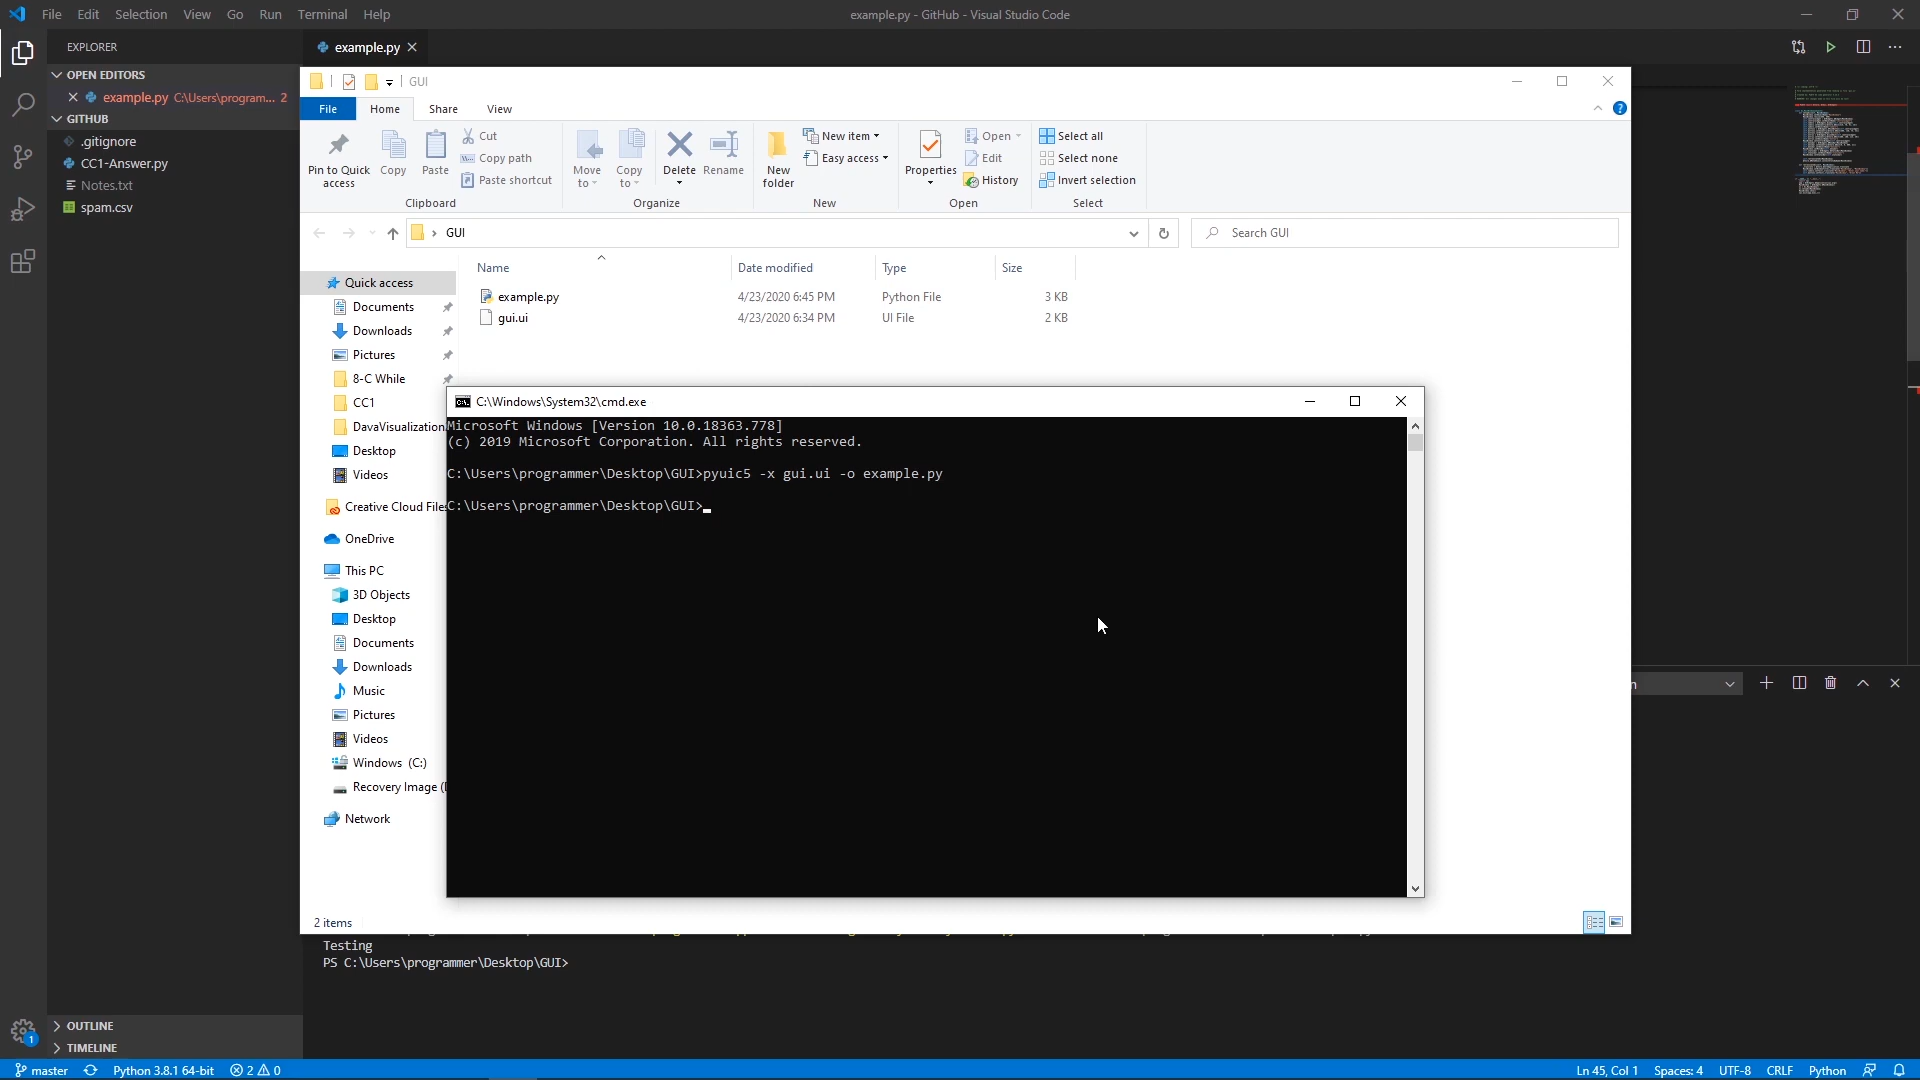 File Edit Selection View Go Run Terminal Help
example.py - GitHub - Visual Studio Code
EXPLORER
example.py
OPEN EDITORS
example.py C:\Users\program... 2
GITHUB
.gitignore
CC1-Answer.py
Notes.txt
spam.csv
GUI
File Home Share View
Pin to Quick access
Copy
Paste
Cut
Copy path
Paste shortcut
Clipboard
Move to
Copy to
Delete
Rename
Organize
New folder
New item
Easy access
New
Properties
Open
Edit
History
Open
Select all
Select none
Invert selection
Select
GUI
Search GUI
Name Date modified Type Size
example.py 4/23/2020 6:45 PM Python File 3 KB
gui.ui 4/23/2020 6:34 PM UI File 2 KB
Quick access
Documents
Downloads
Pictures
8-C While
CC1
DavaVisualization
Desktop
Videos
Creative Cloud Files
OneDrive
This PC
3D Objects
Desktop
Documents
Downloads
Music
Pictures
Videos
Windows (C:)
Recovery Image (
Network
2 items
C:\Windows\System32\cmd.exe
Microsoft Windows [Version 10.0.18363.778]
(c) 2019 Microsoft Corporation. All rights reserved.
C:\Users\programmer\Desktop\GUI>pyuic5 -x gui.ui -o example.py
C:\Users\programmer\Desktop\GUI>
Testing
PS C:\Users\programmer\Desktop\GUI>
OUTLINE
1
TIMELINE
master Python 3.8.1 64-bit 2 0
Ln 45, Col 1 Spaces: 4 UTF-8 CRLF Python